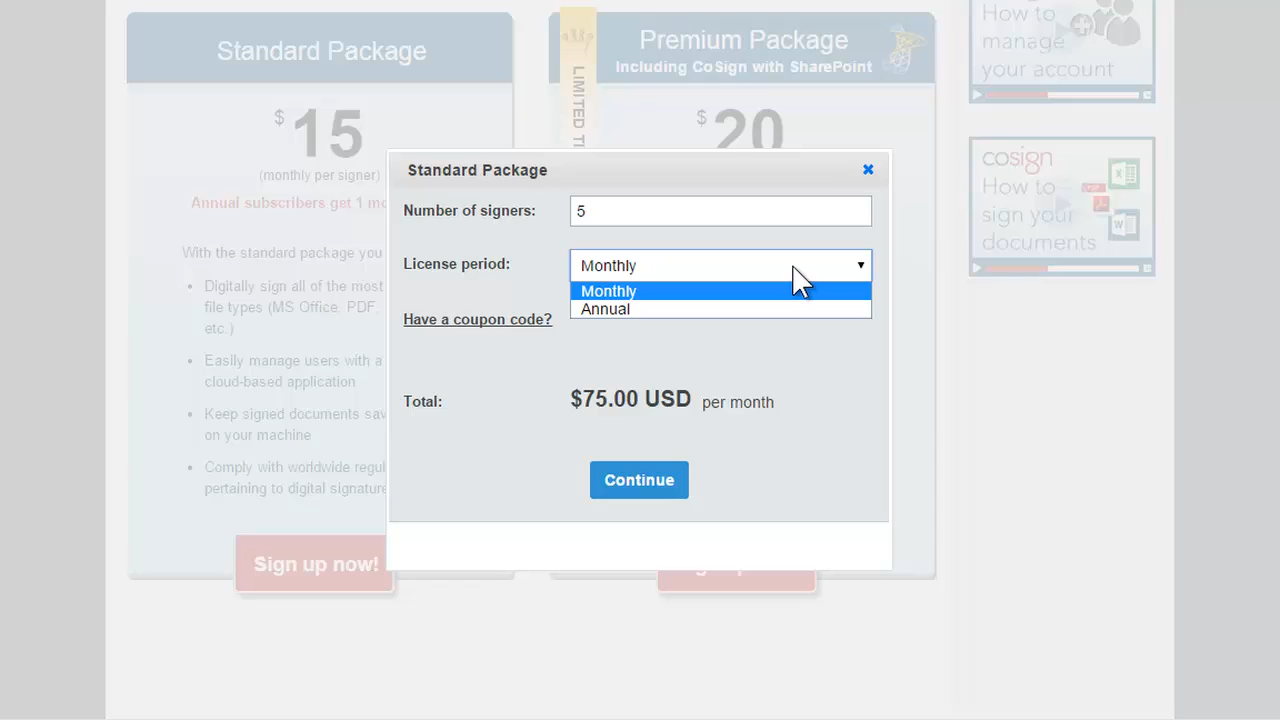 Standard Package
$ 15
(monthly per signer)
Annual subscribers get 1 mo
With the standard package you
Digitally sign all of the most
file types (MS Office, PDF,
etc.)
Easily manage users with a
cloud-based application
Keep signed documents sav
on your machine
Comply with worldwide regul
pertaining to digital signature
Sign up now!
LIMITED TI
Premium Package
Including CoSign with SharePoint
$ 20
Standard Package
Number of signers: 5
License period: Monthly
Monthly
Annual
Have a coupon code?
Total: $75.00 USD per month
Continue
How to
manage
your account
cosign
How to
sign your
documents
PDF